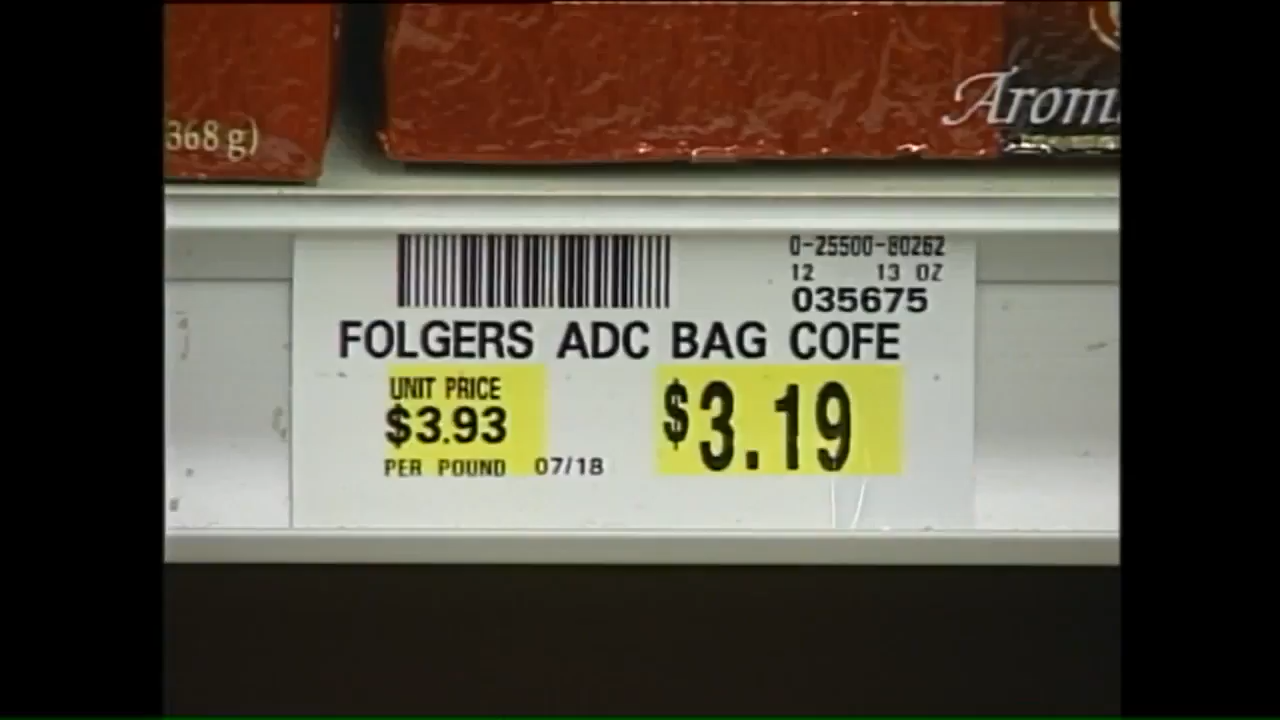 368 g)
0-25500-80262
12 13 OZ
035675
FOLGERS ADC BAG COFE
UNIT PRICE
$3.93
PER POUND 07/18
$3.19